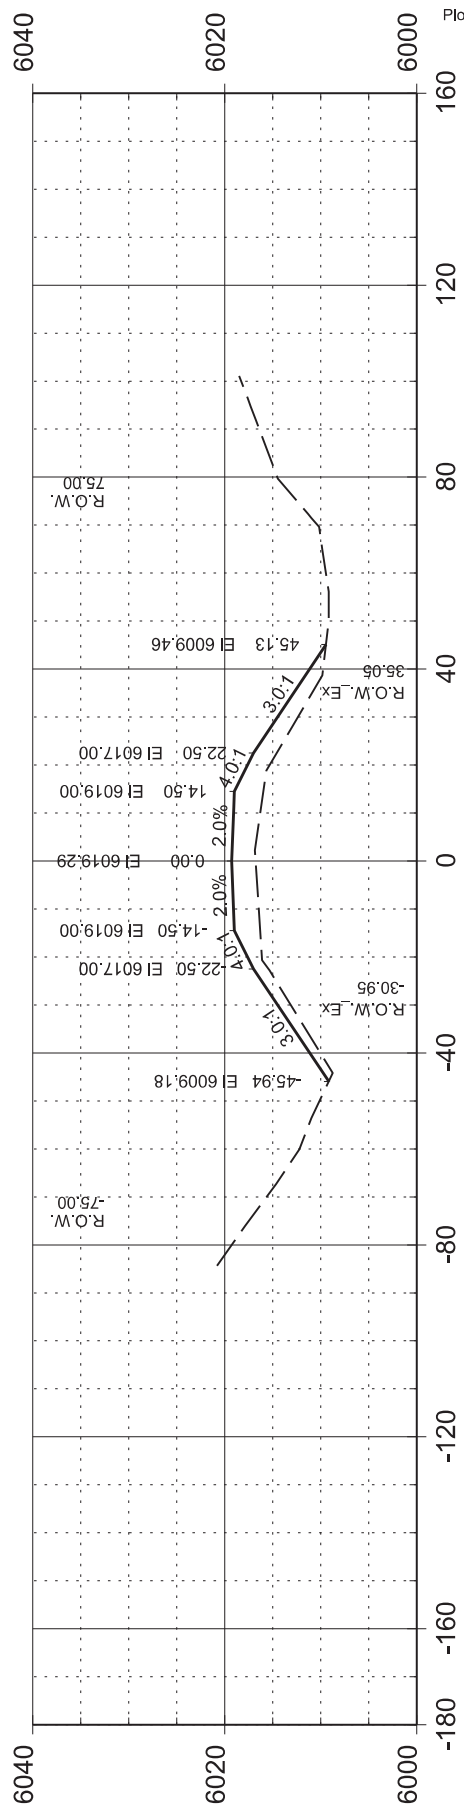 6040
6020
6000
Plo
160
120
80
40
0
-40
-80
-120
-160
-180
6040
6020
6000
75.00
R.O.W.
45.13 El 6009.46
35.05
R.O.W._Ex
3.0:1
22.50 El 6017.00
4.0:1
14.50 El 6019.00
2.0%
0.00 El 6019.29
2.0%
-14.50 El 6019.00
4.0:1
-22.50 El 6017.00
3.0:1
-30.95
R.O.W._Ex
-45.94 El 6009.18
-75.00
R.O.W.